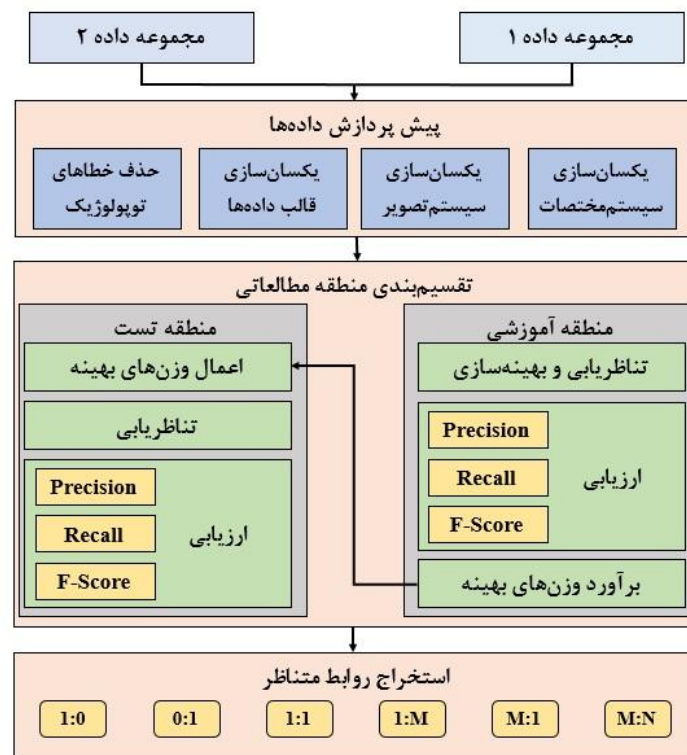 مجموعه داده ۱
مجموعه داده ۲
پیش پردازش داده‌ها
یکسان‌سازی
سیستم‌مختصات
یکسان‌سازی
سیستم‌تصویر
یکسان‌سازی
قالب داده‌ها
حذف خطاهای
توپولوژیک
تقسیم‌بندی منطقه مطالعاتی
منطقه آموزشی
تناظریابی و بهینه‌سازی
ارزیابی
Precision
Recall
F-Score
برآورد وزن‌های بهینه
منطقه تست
اعمال وزن‌های بهینه
تناظریابی
ارزیابی
Precision
Recall
F-Score
استخراج روابط متناظر
1:0
0:1
1:1
1:M
M:1
M:N